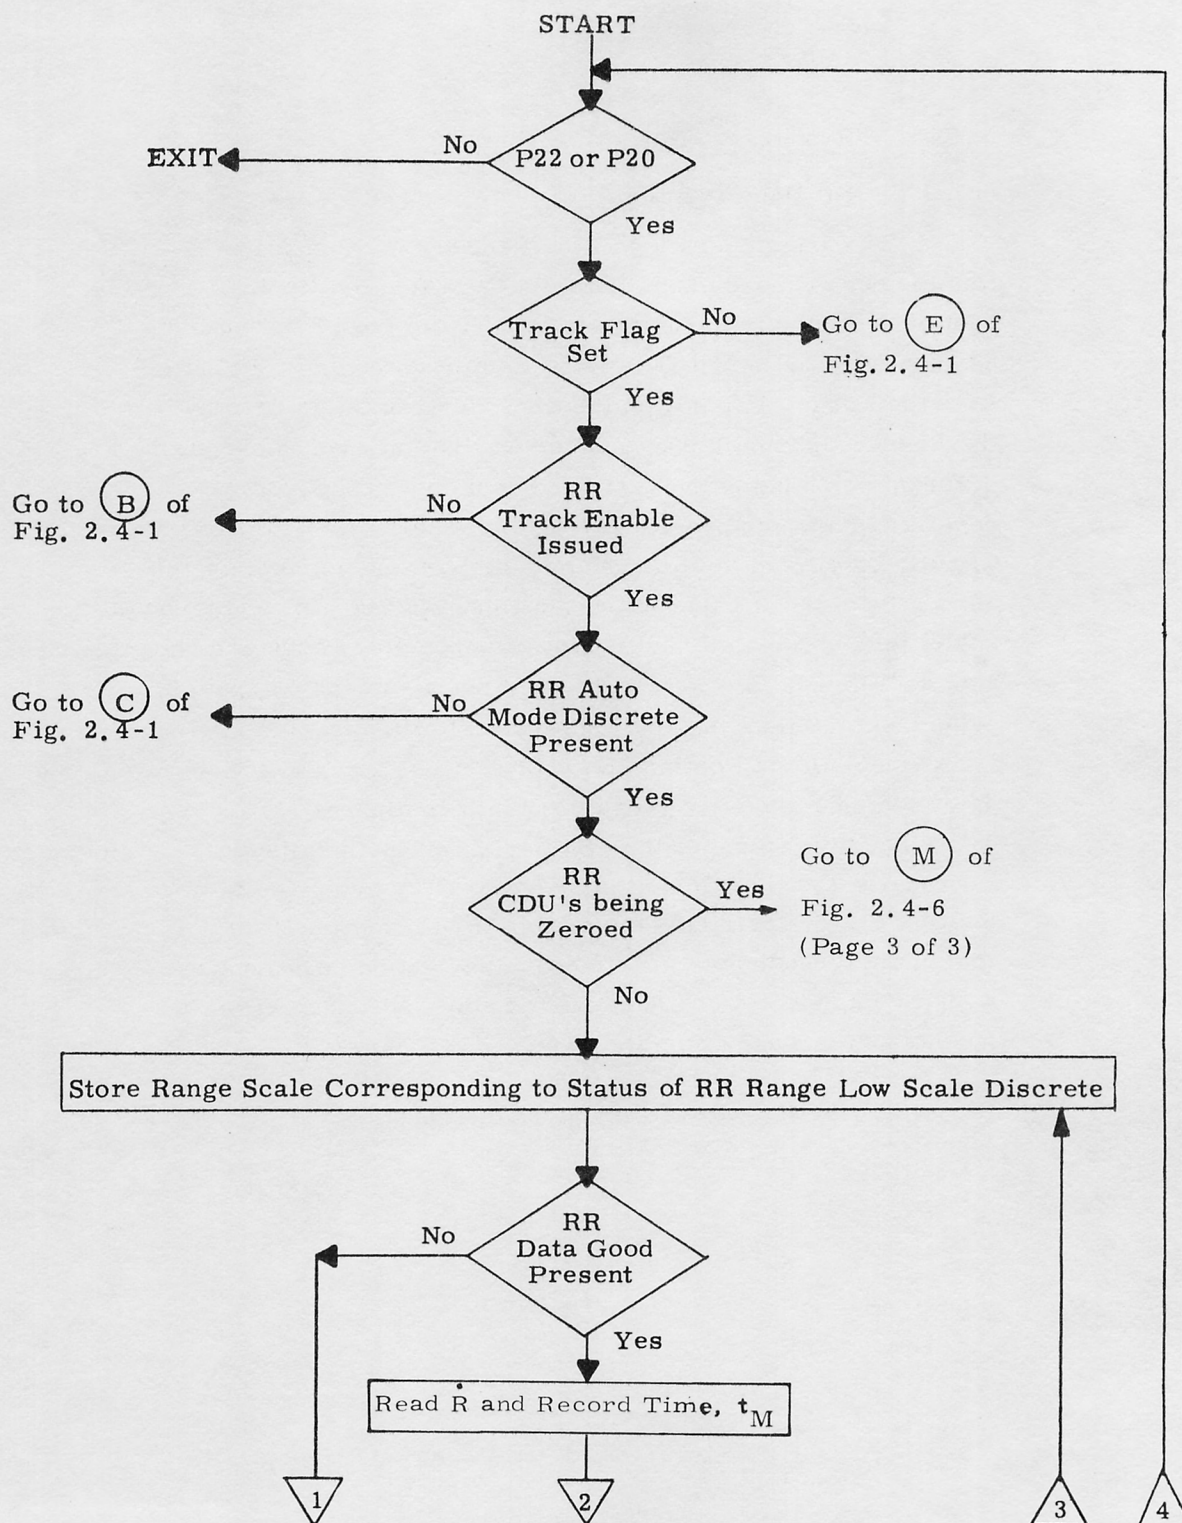 START
No
EXIT
P22 or P20
Yes
Track Flag
Set
No
Go to E of
Fig. 2.4-1
Yes
RR
Track Enable
Issued
No
Go to B of
Fig. 2.4-1
Yes
RR Auto
Mode Discrete
Present
No
Go to C of
Fig. 2.4-1
Yes
RR
CDU's being
Zeroed
Yes
Go to M of
Fig. 2.4-6
(Page 3 of 3)
No
Store Range Scale Corresponding to Status of RR Range Low Scale Discrete
RR
Data Good
Present
No
Yes
Read Ṙ and Record Time, t_M
1
2
3
4